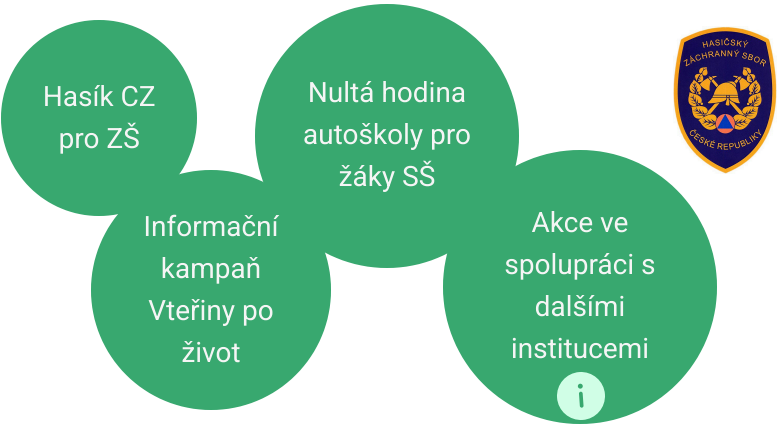 Hasík CZ
pro ZŠ
Nultá hodina
autoškoly pro
žáky SŠ
Informační
kampaň
Vteřiny po
život
Akce ve
spolupráci s
dalšími
institucemi
i
HASIČSKÝ
ZÁCHRANNÝ SBOR
ČESKÉ REPUBLIKY